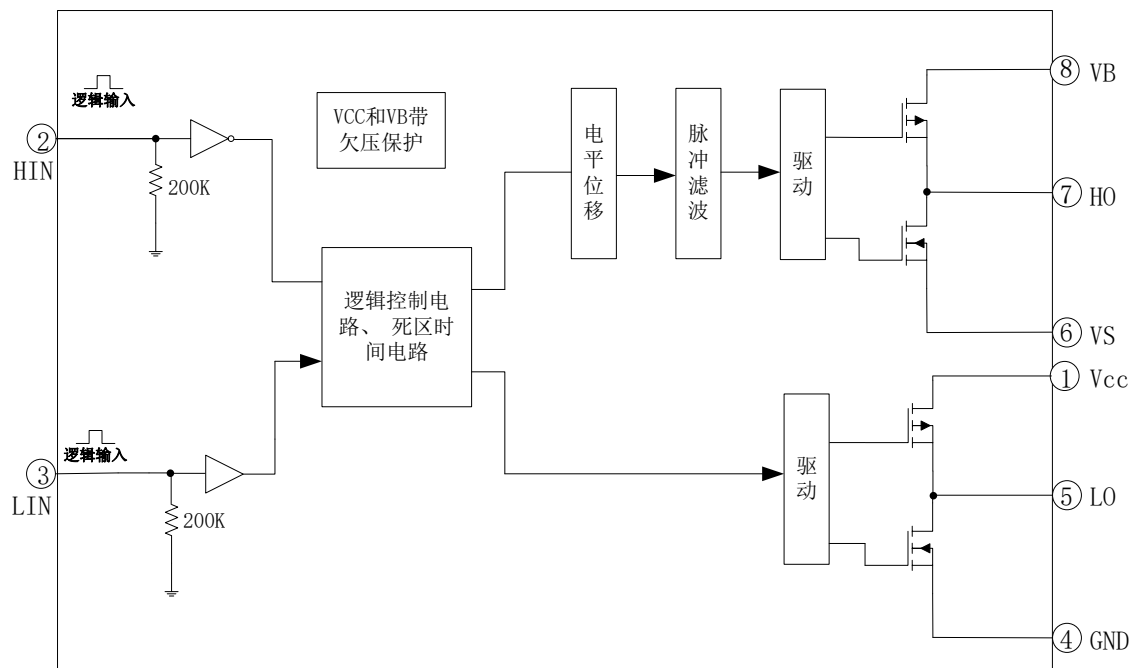 ⑧ VB
逻辑输入
② HIN
200K
VCC和VB带
欠压保护
电平位移
脉冲滤波
驱动
⑦ HO
逻辑控制电
路、 死区时
间电路
⑥ VS
① Vcc
逻辑输入
③ LIN
200K
驱动
⑤ LO
④ GND